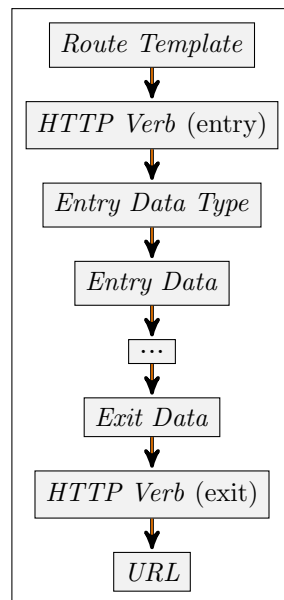 Route Template
HTTP Verb (entry)
Entry Data Type
Entry Data
...
Exit Data
HTTP Verb (exit)
URL